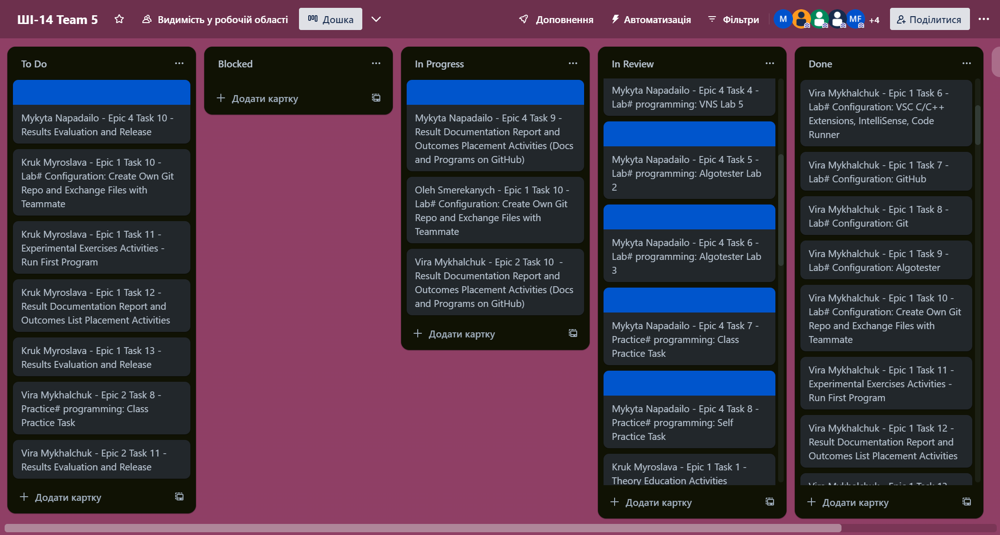 ШІ-14 Team 5
Видимість у робочій області
Дошка
Доповнення
Автоматизація
Фільтри
M
MF
+4
Поділитися
To Do
Mykyta Napadailo - Epic 4 Task 10 -
Results Evaluation and Release
Kruk Myroslava - Epic 1 Task 10 -
Lab# Configuration: Create Own Git
Repo and Exchange Files with
Teammate
Kruk Myroslava - Epic 1 Task 11 -
Experimental Exercises Activities -
Run First Program
Kruk Myroslava - Epic 1 Task 12 -
Result Documentation Report and
Outcomes List Placement Activities
Kruk Myroslava - Epic 1 Task 13 -
Results Evaluation and Release
Vira Mykhalchuk - Epic 2 Task 8 -
Practice# programming: Class
Practice Task
Vira Mykhalchuk - Epic 2 Task 11 -
Results Evaluation and Release
Додати картку
Blocked
Додати картку
In Progress
Mykyta Napadailo - Epic 4 Task 9 -
Result Documentation Report and
Outcomes Placement Activities (Docs
and Programs on GitHub)
Oleh Smerekanych - Epic 1 Task 10 -
Lab# Configuration: Create Own Git
Repo and Exchange Files with
Teammate
Vira Mykhalchuk - Epic 2 Task 10 -
Result Documentation Report and
Outcomes Placement Activities (Docs
and Programs on GitHub)
Додати картку
In Review
Mykyta Napadailo - Epic 4 Task 4 -
Lab# programming: VNS Lab 5
Mykyta Napadailo - Epic 4 Task 5 -
Lab# programming: Algotester Lab
2
Mykyta Napadailo - Epic 4 Task 6 -
Lab# programming: Algotester Lab
3
Mykyta Napadailo - Epic 4 Task 7 -
Practice# programming: Class
Practice Task
Mykyta Napadailo - Epic 4 Task 8 -
Practice# programming: Self
Practice Task
Kruk Myroslava - Epic 1 Task 1 -
Theory Education Activities
Додати картку
Done
Vira Mykhalchuk - Epic 1 Task 6 -
Lab# Configuration: VSC C/C++
Extensions, IntelliSense, Code
Runner
Vira Mykhalchuk - Epic 1 Task 7 -
Lab# Configuration: GitHub
Vira Mykhalchuk - Epic 1 Task 8 -
Lab# Configuration: Git
Vira Mykhalchuk - Epic 1 Task 9 -
Lab# Configuration: Algotester
Vira Mykhalchuk - Epic 1 Task 10 -
Lab# Configuration: Create Own Git
Repo and Exchange Files with
Teammate
Vira Mykhalchuk - Epic 1 Task 11 -
Experimental Exercises Activities -
Run First Program
Vira Mykhalchuk - Epic 1 Task 12 -
Result Documentation Report and
Outcomes List Placement Activities
Vira Mykhalchuk - Epic 1 Task 13
Додати картку